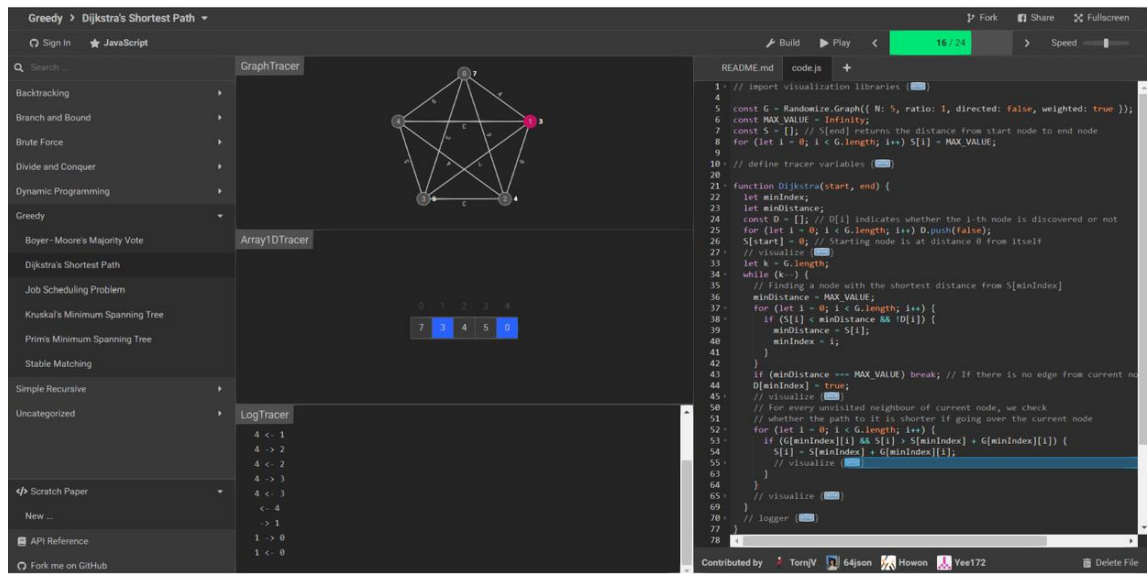 Greedy > Dijkstra's Shortest Path
Fork
Share
Fullscreen
Sign In
JavaScript
Build
Play
16 / 24
Speed
Search ...
Backtracking
Branch and Bound
Brute Force
Divide and Conquer
Dynamic Programming
Greedy
Boyer–Moore's Majority Vote
Dijkstra's Shortest Path
Job Scheduling Problem
Kruskal's Minimum Spanning Tree
Prim's Minimum Spanning Tree
Stable Matching
Simple Recursive
Uncategorized
</> Scratch Paper
New ...
API Reference
Fork me on GitHub
GraphTracer
0 7
4
1 3
3
2 4
Array1DTracer
0 1 2 3 4
7 3 4 5 0
LogTracer
4 <- 1
4 -> 2
4 <- 2
4 -> 3
4 <- 3
<- 4
-> 1
1 -> 0
1 <- 0
README.md code.js +
1 // import visualization libraries {
4
5 const G = Randomize.Graph({ N: 5, ratio: 1, directed: false, weighted: true });
6 const MAX_VALUE = Infinity;
7 const S = []; // S[end] returns the distance from start node to end node
8 for (let i = 0; i < G.length; i++) S[i] = MAX_VALUE;
9
10 // define tracer variables {
20
21 function Dijkstra(start, end) {
22 let minIndex;
23 let minDistance;
24 const D = []; // D[i] indicates whether the i-th node is discovered or not
25 for (let i = 0; i < G.length; i++) D.push(false);
26 S[start] = 0; // Starting node is at distance 0 from itself
27 // visualize {
33 let k = G.length;
34 while (k--) {
35 // Finding a node with the shortest distance from S[minIndex]
36 minDistance = MAX_VALUE;
37 for (let i = 0; i < G.length; i++) {
38 if (S[i] < minDistance && !D[i]) {
39 minDistance = S[i];
40 minIndex = i;
41 }
42 }
43 if (minDistance === MAX_VALUE) break; // If there is no edge from current no
44 D[minIndex] = true;
45 // visualize {
50 // For every unvisited neighbour of current node, we check
51 // whether the path to it is shorter if going over the current node
52 for (let i = 0; i < G.length; i++) {
53 if (G[minIndex][i] && S[i] > S[minIndex] + G[minIndex][i]) {
54 S[i] = S[minIndex] + G[minIndex][i];
55 // visualize {
63 }
64 }
65 // visualize {
69 }
70 // logger {
77 }
78
Contributed by TornjV 64json Howon Yee172
Delete File